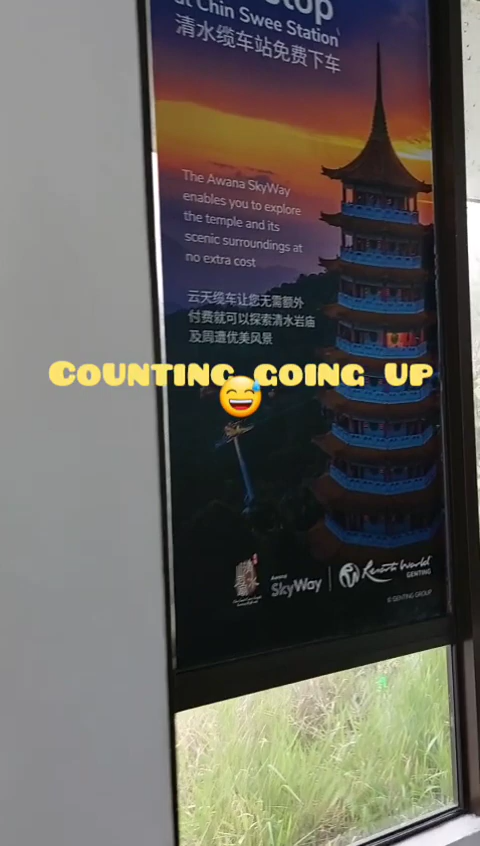 stop
at Chin Swee Station
清水缆车站免费下车
The Awana SkyWay
enables you to explore
the temple and its
scenic surroundings at
no extra cost
云天缆车让您无需额外
付费就可以探索清水岩庙
及周遭优美风景
COUNTING GOING UP
😅
Awana
SkyWay
Resorts World
GENTING
© GENTING GROUP